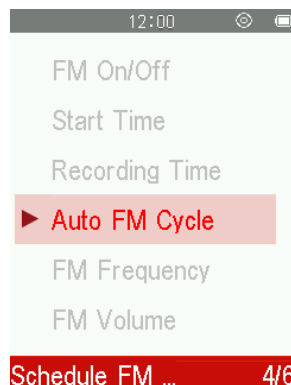 12:00
FM On/Off
Start Time
Recording Time
Auto FM Cycle
FM Frequency
FM Volume
Schedule FM ... 4/6